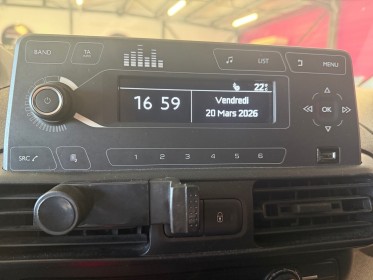 BAND
TA
LIST
MENU
22°
16 59
Vendredi
20 Mars 2026
OK
SRC
1 2 3 4 5 6